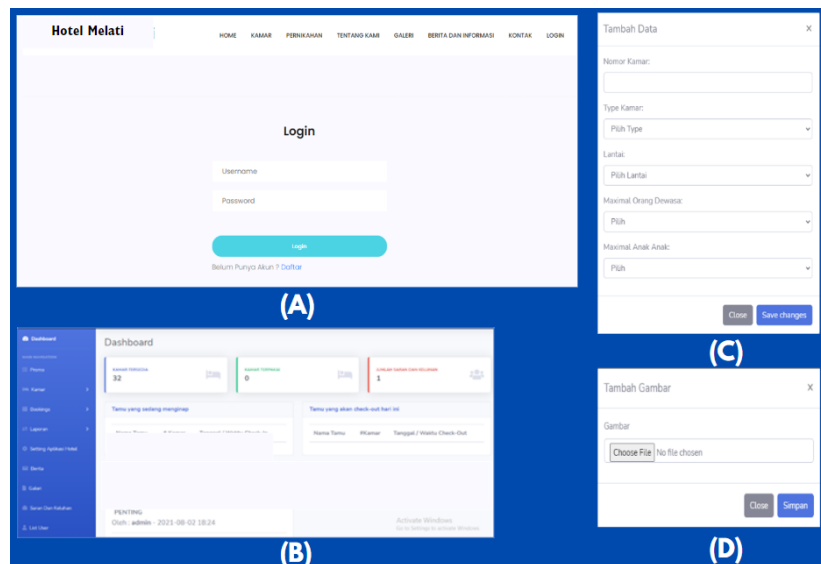 Hotel Melati
HOME KAMAR PERNIKAHAN TENTANG KAMI GALERI BERITA DAN INFORMASI KONTAK LOGIN
Login
Username
Password
Login
Belum Punya Akun ? Daftar
(A)
Dashboard
Kamar
Bookings
Laporan
Setting Aplikasi Hotel
Berita
Galeri
Saran Dan Keluhan
List User
Dashboard
32
0
1
Tamu yang sedang menginap
Tamu yang akan check-out hari ini
Nama Tamu #Kamar Tanggal / Waktu Check-Out
PENTING
Oleh : admin - 2021-08-02 18:24
Activate Windows
Go to Settings to activate Windows.
(B)
Tambah Data X
Nomor Kamar:
Type Kamar:
Pilih Type
Lantai:
Pilih Lantai
Maximal Orang Dewasa:
Pilih
Maximal Anak Anak:
Pilih
Close Save changes
(C)
Tambah Gambar X
Gambar
Choose File No file chosen
Close Simpan
(D)